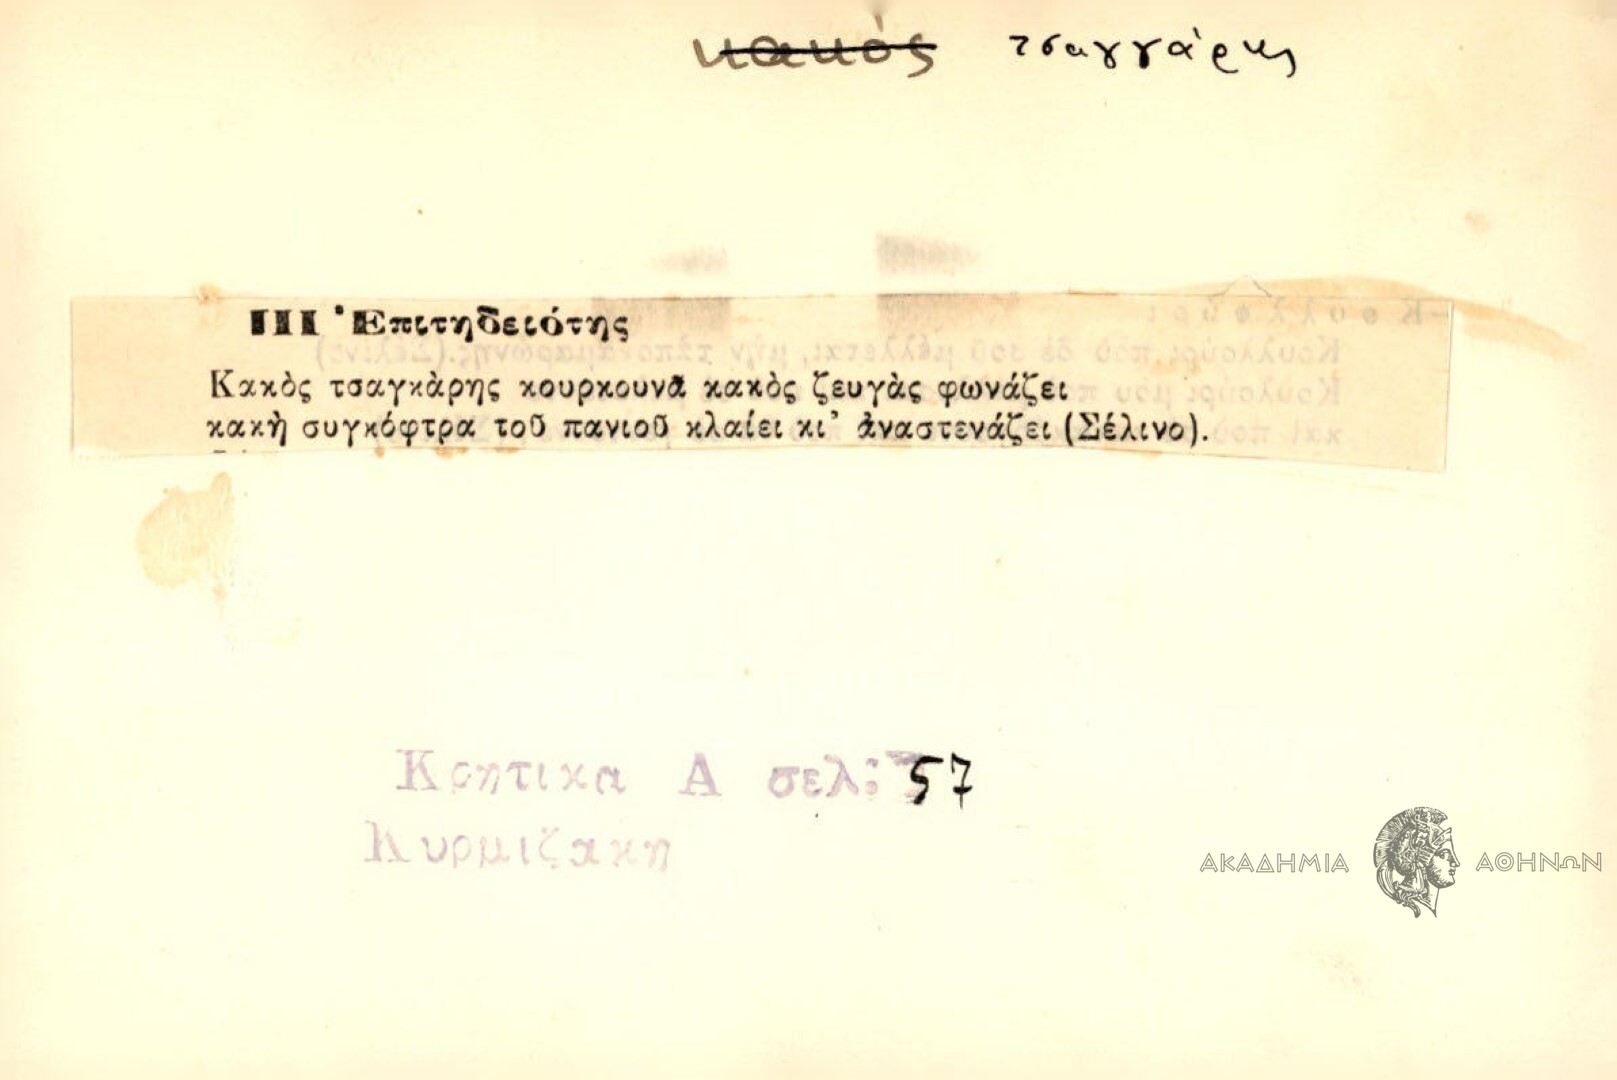 κακός τσαγγάρης
III Ἐπιτηδειότης
Κακὸς τσαγκὰρης κουρκουνᾶ κακὸς ζευγὰς φωνάζει
κακὴ συγκόφτρα τοῦ πανιοῦ κλαίει κι' ἀναστενάζει (Σέλινο).
Κρητικα Α σελ: 57
Κυρμιζακη
ΑΚΑΔΗΜΙΑ ΑΘΗΝΩΝ